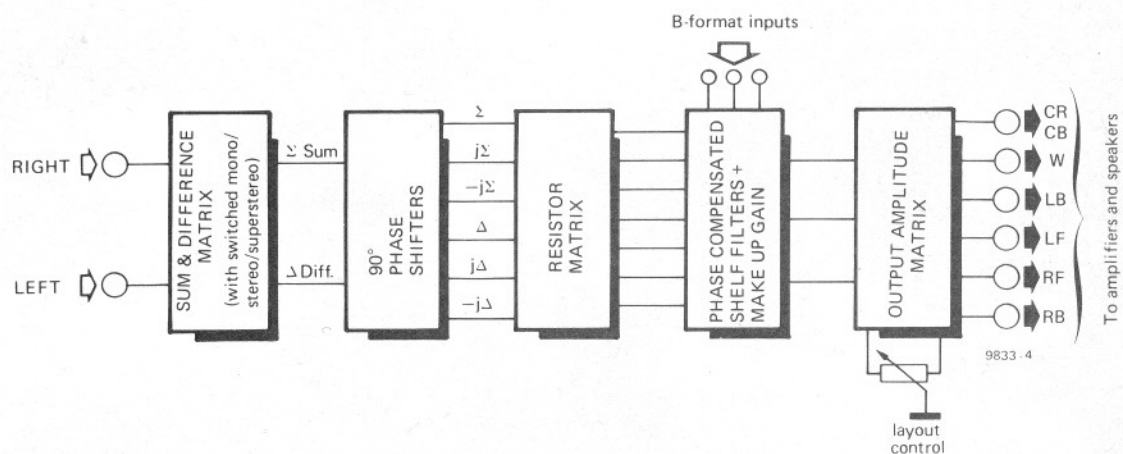 B-format inputs
RIGHT
LEFT
SUM & DIFFERENCE
MATRIX
(with switched mono/
stereo/superstereo)
Σ Sum
Δ Diff.
90°
PHASE
SHIFTERS
Σ
jΣ
-jΣ
Δ
jΔ
-jΔ
RESISTOR
MATRIX
PHASE COMPENSATED
SHELF FILTERS +
MAKE UP GAIN
OUTPUT AMPLITUDE
MATRIX
CR
CB
W
LB
LF
RF
RB
To amplifiers and speakers
9833-4
layout
control